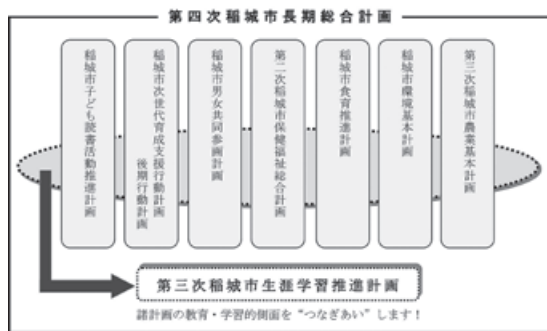 第四次稲城市長期総合計画
第三次稲城市農業基本計画
稲城市環境基本計画
稲城市食育推進計画
第二次稲城市保健福祉総合計画
稲城市男女共同参画計画
稲城市次世代育成支援行動計画
後期行動計画
稲城市子ども読書活動推進計画
第三次稲城市生涯学習推進計画
諸計画の教育・学習的側面を“つなぎあい”します！